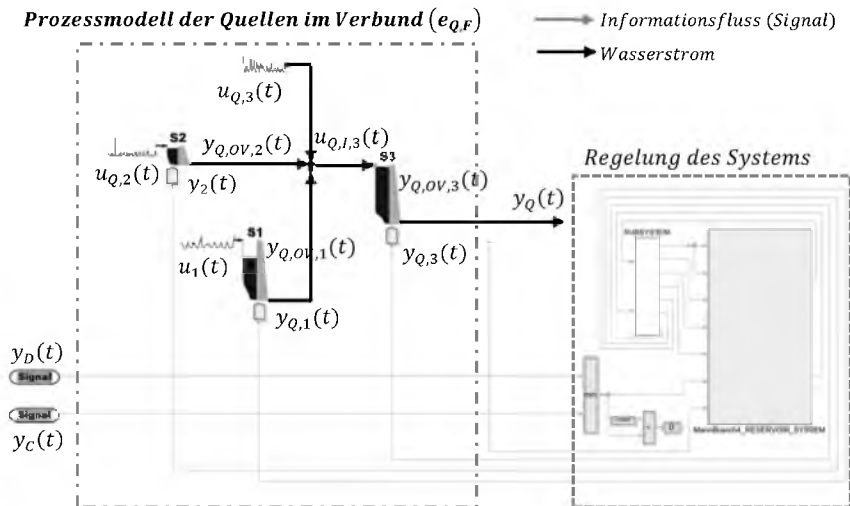 Prozessmodell der Quellen im Verbund (e_{Q,F})
Informationsfluss (Signal)
Wasserstrom
u_{Q,3}(t)
S2
y_{Q,OV,2}(t)
u_{Q,I,3}(t)
S3
u_{Q,2}(t)
y_2(t)
y_{Q,OV,3}(t)
Regelung des Systems
y_Q(t)
S1
y_{Q,OV,1}(t)
u_1(t)
y_{Q,3}(t)
SUBSYSTEM
y_{Q,1}(t)
y_D(t)
Signal
Signal
y_C(t)